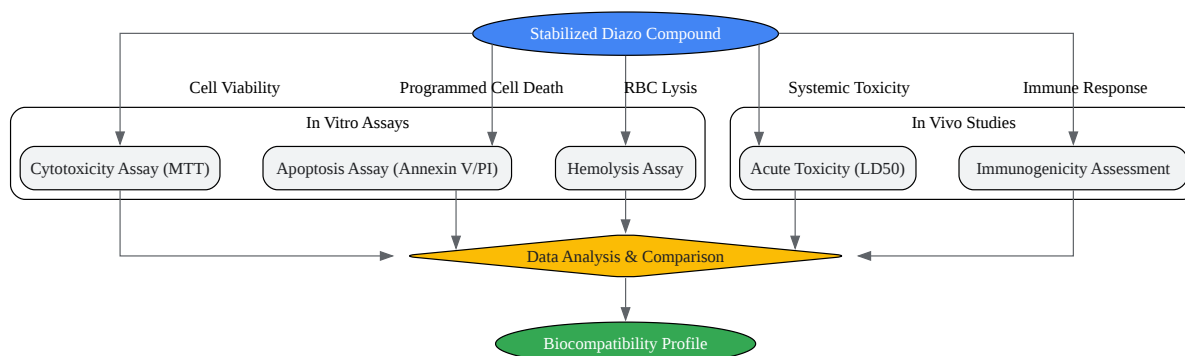 Stabilized Diazo Compound
Cell Viability
Programmed Cell Death
RBC Lysis
Systemic Toxicity
Immune Response
In Vitro Assays
In Vivo Studies
Cytotoxicity Assay (MTT)
Apoptosis Assay (Annexin V/PI)
Hemolysis Assay
Acute Toxicity (LD50)
Immunogenicity Assessment
Data Analysis & Comparison
Biocompatibility Profile